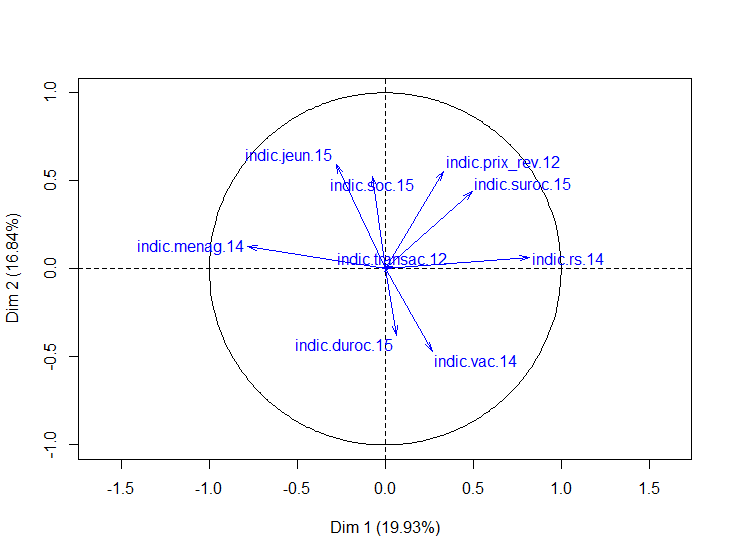 1.0
0.5
0.0
-0.5
-1.0
Dim 2 (16.84%)
indic.jeun.15
indic.prix_rev.12
indic.soc.15
indic.suroc.15
indic.menag.14
indic.transac.12
indic.rs.14
indic.duroc.15
indic.vac.14
-1.5 -1.0 -0.5 0.0 0.5 1.0 1.5
Dim 1 (19.93%)